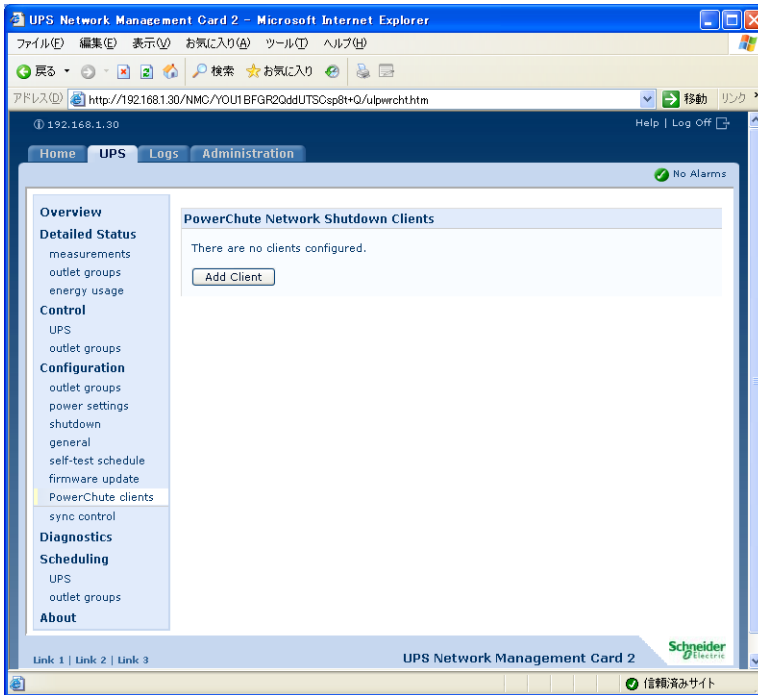 UPS Network Management Card 2 - Microsoft Internet Explorer
ファイル(F) 編集(E) 表示(V) お気に入り(A) ツール(T) ヘルプ(H)
戻る 検索 お気に入り
アドレス(D) http://192.168.1.30/NMC/YOU1BFGR2QddUTSCsp8t+Q/ulpwrcht.htm 移動 リンク »
192.168.1.30 Help | Log Off
Home UPS Logs Administration
No Alarms
Overview
Detailed Status
measurements
outlet groups
energy usage
Control
UPS
outlet groups
Configuration
outlet groups
power settings
shutdown
general
self-test schedule
firmware update
PowerChute clients
sync control
Diagnostics
Scheduling
UPS
outlet groups
About
PowerChute Network Shutdown Clients
There are no clients configured.
Add Client
Link 1 | Link 2 | Link 3
UPS Network Management Card 2
Schneider Electric
信頼済みサイト